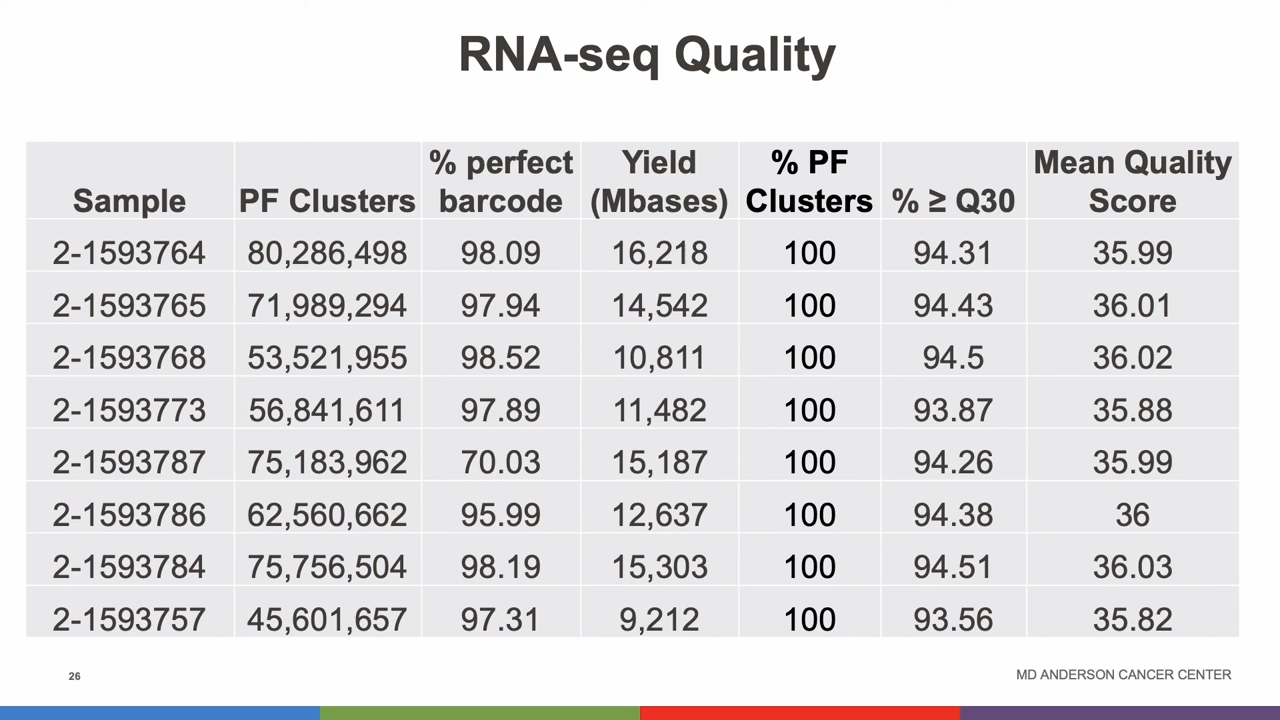 RNA-seq Quality
Sample PF Clusters % perfect barcode Yield (Mbases) % PF Clusters % ≥ Q30 Mean Quality Score
2-1593764 80,286,498 98.09 16,218 100 94.31 35.99
2-1593765 71,989,294 97.94 14,542 100 94.43 36.01
2-1593768 53,521,955 98.52 10,811 100 94.5 36.02
2-1593773 56,841,611 97.89 11,482 100 93.87 35.88
2-1593787 75,183,962 70.03 15,187 100 94.26 35.99
2-1593786 62,560,662 95.99 12,637 100 94.38 36
2-1593784 75,756,504 98.19 15,303 100 94.51 36.03
2-1593757 45,601,657 97.31 9,212 100 93.56 35.82
26 MD ANDERSON CANCER CENTER